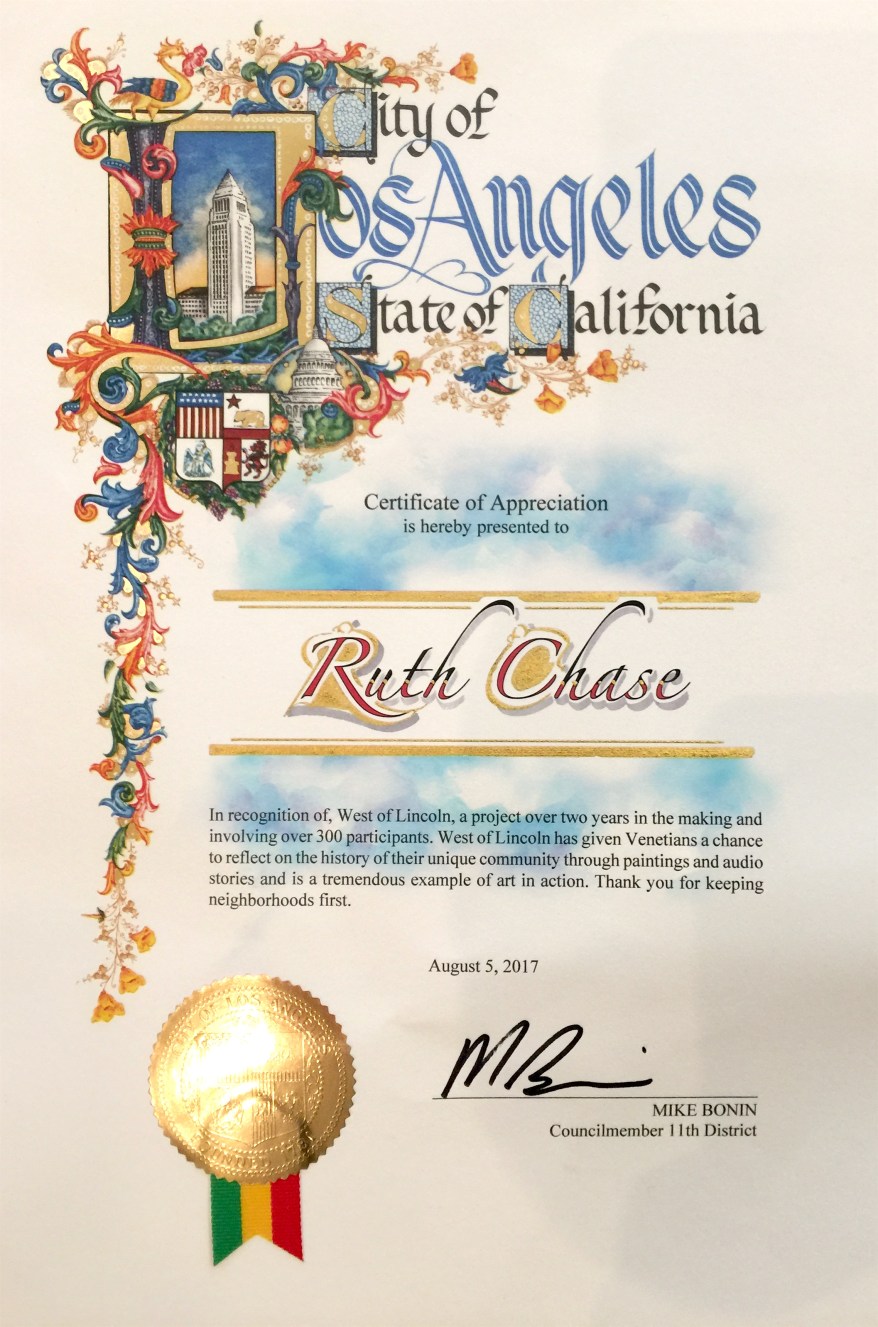 City of
Los Angeles
State of California
Certificate of Appreciation
is hereby presented to
Ruth Chase
In recognition of, West of Lincoln, a project over two years in the making and
involving over 300 participants. West of Lincoln has given Venetians a chance
to reflect on the history of their unique community through paintings and audio
stories and is a tremendous example of art in action. Thank you for keeping
neighborhoods first.
August 5, 2017
MIKE BONIN
Councilmember 11th District